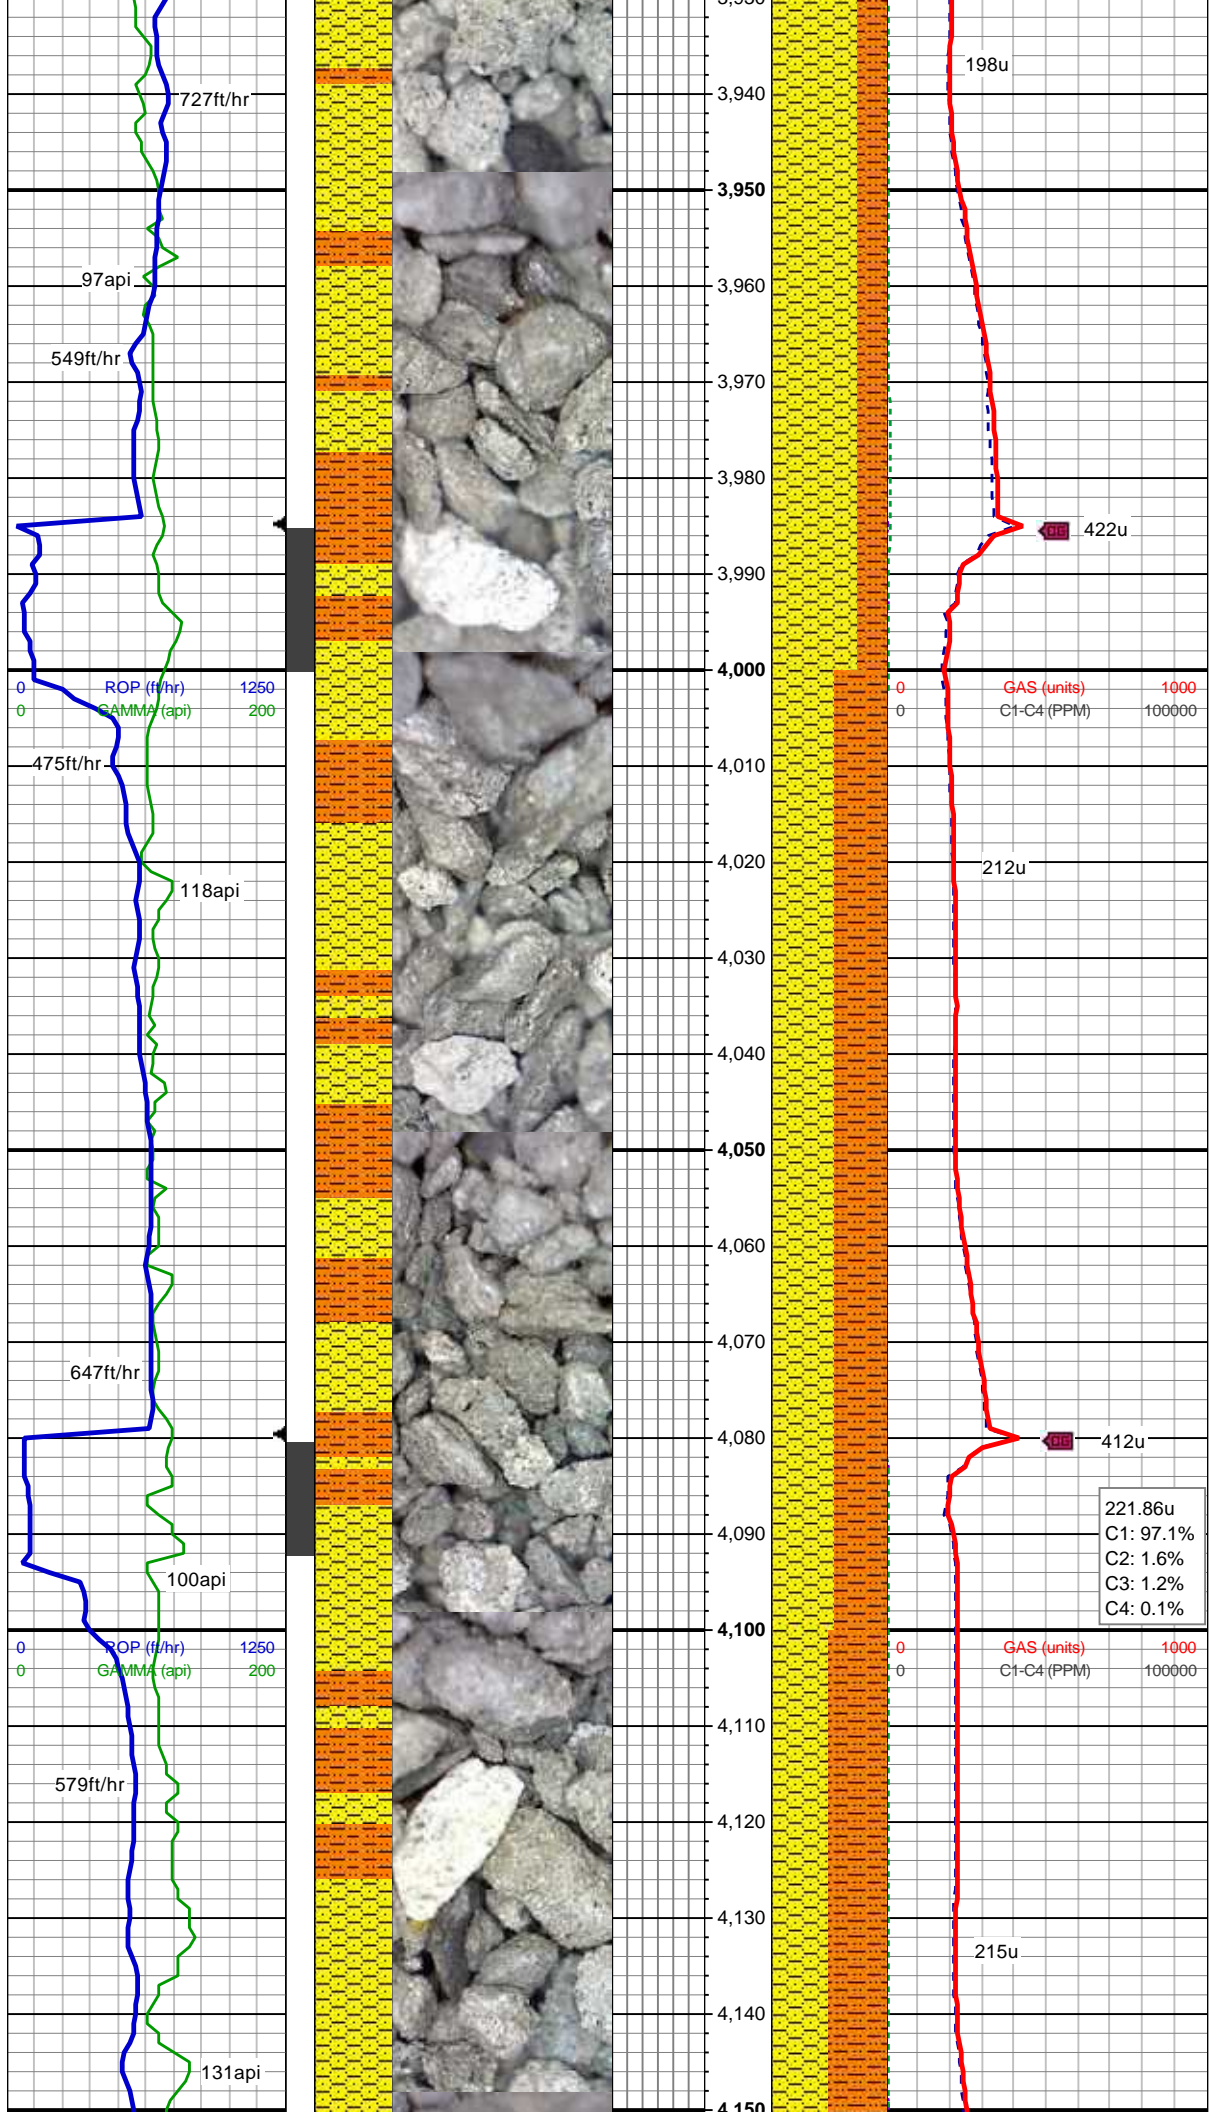 198u
3,940
727ft/hr
3,950
97api
3,960
549ft/hr
3,970
3,980
CG 422u
3,990
4,000
0 ROP (ft/hr) 1250
0 GAS (units) 1000
0 GAMMA (api) 200
0 C1-C4 (PPM) 100000
475ft/hr
4,010
4,020
212u
118api
4,030
4,040
4,050
4,060
4,070
647ft/hr
4,080
CG 412u
221.86u
C1: 97.1%
C2: 1.6%
C3: 1.2%
C4: 0.1%
4,090
100api
4,100
0 ROP (ft/hr) 1250
0 GAS (units) 1000
0 GAMMA (api) 200
0 C1-C4 (PPM) 100000
4,110
579ft/hr
4,120
4,130
215u
4,140
131api
4,150